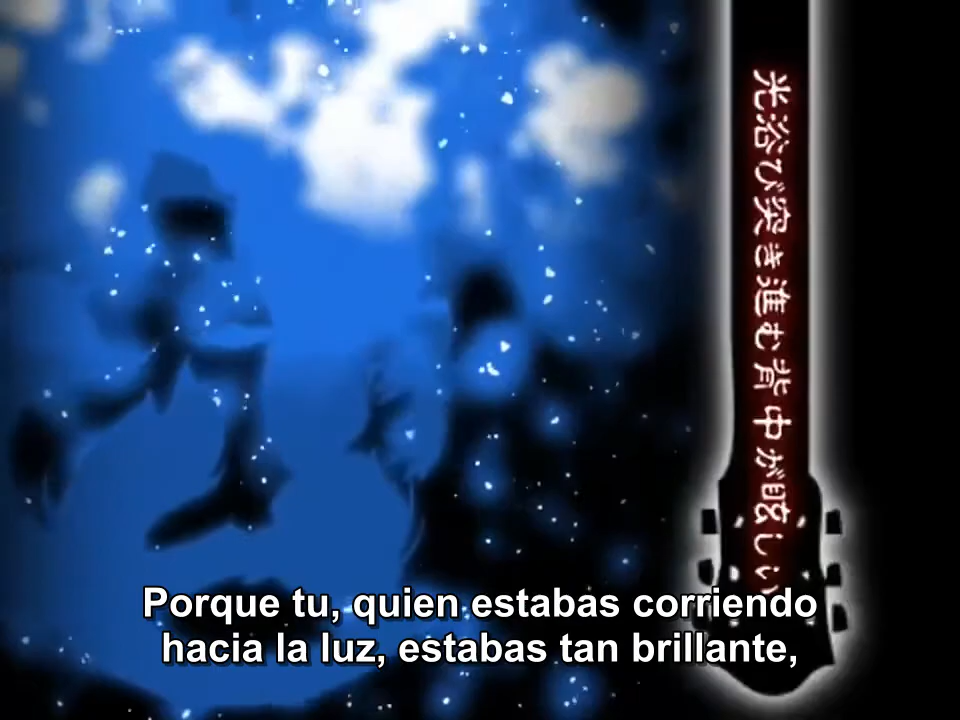 光浴び突き進む背中が眩しい
Porque tu, quien estabas corriendo
hacia la luz, estabas tan brillante,